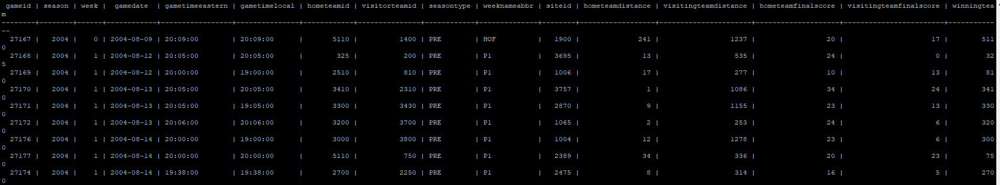 gameid | season | week | gamedate | gametimeeastern | gametimelocal | hometeamid | visitorteamid | seasontype | weeknameabbr | siteid | hometeamdistance | visitingteamdistance | hometeamfinalscore | visitingteamfinalscore | winningtea
m
--------+--------+------+------------+-----------------+---------------+------------+---------------+------------+--------------+--------+------------------+----------------------+--------------------+------------------------+-----------
--
27167 | 2004 | 0 | 2004-08-09 | 20:09:00 | 20:09:00 | 5110 | 1400 | PRE | HOF | 1900 | 241 | 1237 | 20 | 17 | 511
0
27168 | 2004 | 1 | 2004-08-12 | 20:05:00 | 20:05:00 | 325 | 200 | PRE | P1 | 3695 | 13 | 535 | 24 | 0 | 32
5
27169 | 2004 | 1 | 2004-08-12 | 20:00:00 | 19:00:00 | 2510 | 810 | PRE | P1 | 1006 | 17 | 277 | 10 | 13 | 81
0
27170 | 2004 | 1 | 2004-08-13 | 20:05:00 | 20:05:00 | 3410 | 2310 | PRE | P1 | 3757 | 1 | 1086 | 34 | 24 | 341
0
27171 | 2004 | 1 | 2004-08-13 | 20:05:00 | 19:05:00 | 3300 | 3430 | PRE | P1 | 2870 | 9 | 1155 | 23 | 13 | 330
0
27172 | 2004 | 1 | 2004-08-13 | 20:06:00 | 20:06:00 | 3200 | 3700 | PRE | P1 | 1065 | 2 | 253 | 24 | 6 | 320
0
27176 | 2004 | 1 | 2004-08-14 | 20:00:00 | 19:00:00 | 3000 | 3800 | PRE | P1 | 1004 | 12 | 1278 | 23 | 6 | 300
0
27177 | 2004 | 1 | 2004-08-14 | 20:00:00 | 20:00:00 | 5110 | 750 | PRE | P1 | 2389 | 34 | 336 | 20 | 23 | 75
0
27174 | 2004 | 1 | 2004-08-14 | 19:38:00 | 19:38:00 | 2700 | 2250 | PRE | P1 | 2475 | 8 | 314 | 16 | 5 | 270
0